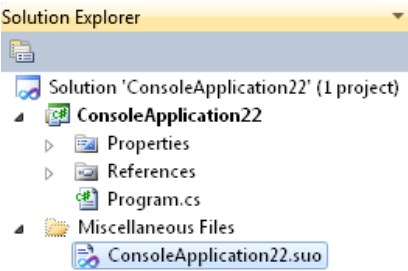 Solution Explorer
Solution 'ConsoleApplication22' (1 project)
ConsoleApplication22
Properties
References
Program.cs
Miscellaneous Files
ConsoleApplication22.suo